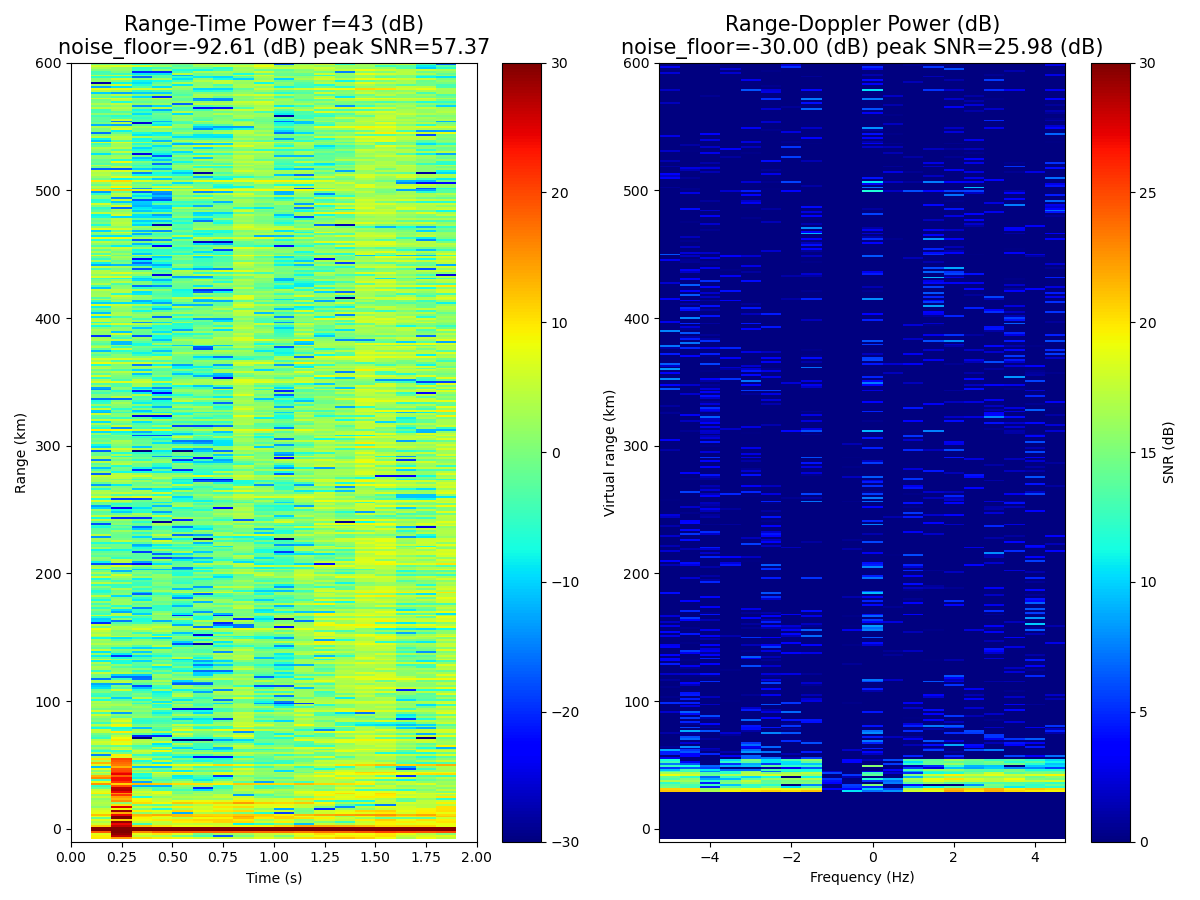 Range-Time Power f=43 (dB)
noise_floor=-92.61 (dB) peak SNR=57.37
600
500
400
300
200
100
0
Range (km)
0.00 0.25 0.50 0.75 1.00 1.25 1.50 1.75 2.00
Time (s)
30
20
10
0
−10
−20
−30
Range-Doppler Power (dB)
noise_floor=-30.00 (dB) peak SNR=25.98 (dB)
600
500
400
300
200
100
0
Virtual range (km)
−4 −2 0 2 4
Frequency (Hz)
30
25
20
15
10
5
0
SNR (dB)